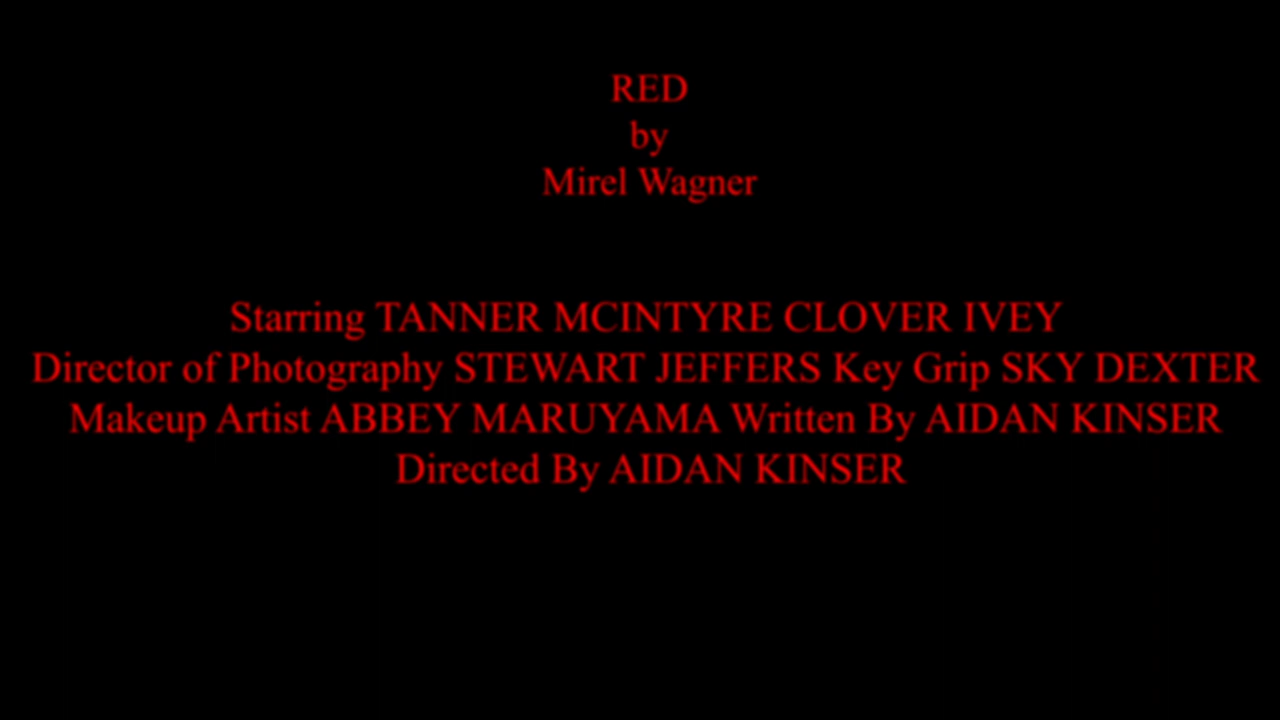 RED
by
Mirel Wagner
Starring TANNER MCINTYRE CLOVER IVEY
Director of Photography STEWART JEFFERS Key Grip SKY DEXTER
Makeup Artist ABBEY MARUYAMA Written By AIDAN KINSER
Directed By AIDAN KINSER